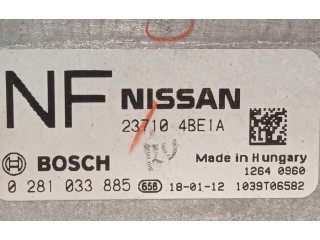 NF NISSAN
23710 4BE1A
BOSCH Made in Hungary
1264 0960
0 281 033 885 658 18-01-12 1039T06582